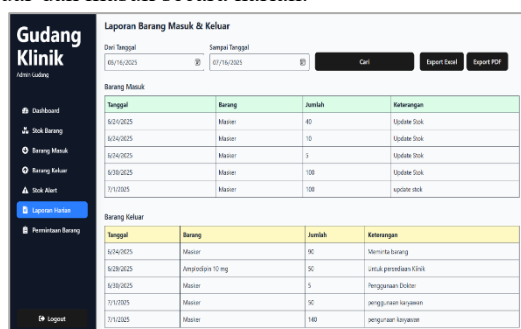 Gudang
Klinik
Admin Gudang
Dashboard
Stok Barang
Barang Masuk
Barang Keluar
Stok Alert
Laporan Harian
Permintaan Barang
Logout
Laporan Barang Masuk & Keluar
Dari Tanggal Sampai Tanggal
06/16/2025 07/16/2025 Cari Export Excel Export PDF
Barang Masuk
Tanggal Barang Jumlah Keterangan
6/24/2025 Masker 40 Update Stok
6/24/2025 Masker 10 Update Stok
6/24/2025 Masker 5 Update Stok
6/30/2025 Masker 100 Update Stok
7/1/2025 Masker 100 update stok
Barang Keluar
Tanggal Barang Jumlah Keterangan
6/24/2025 Masker 90 Meminta barang
6/29/2025 Amplodipin 10 mg 50 Untuk persediaan Klinik
6/30/2025 Masker 5 Penggunaan Dokter
7/1/2025 Masker 50 penggunaan karyawan
7/1/2025 Masker 140 penggunaan karyawan